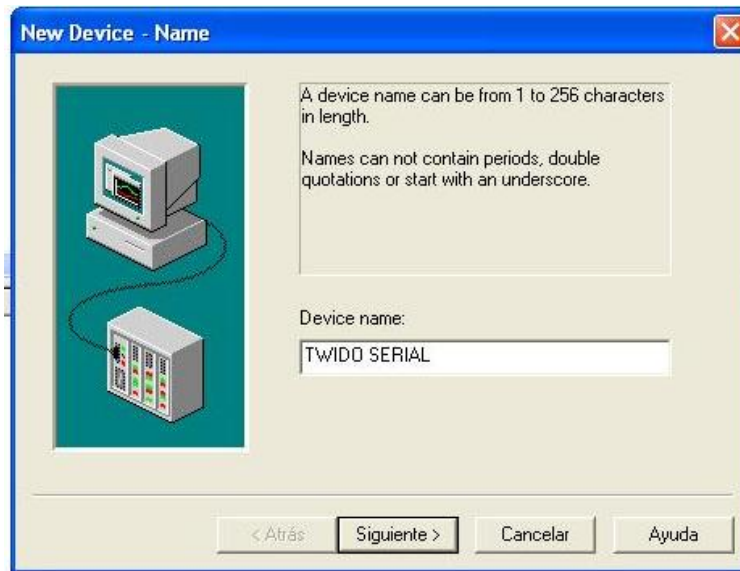 New Device - Name
A device name can be from 1 to 256 characters
in length.
Names can not contain periods, double
quotations or start with an underscore.
Device name:
TWIDO SERIAL
< Atrás
Siguiente >
Cancelar
Ayuda